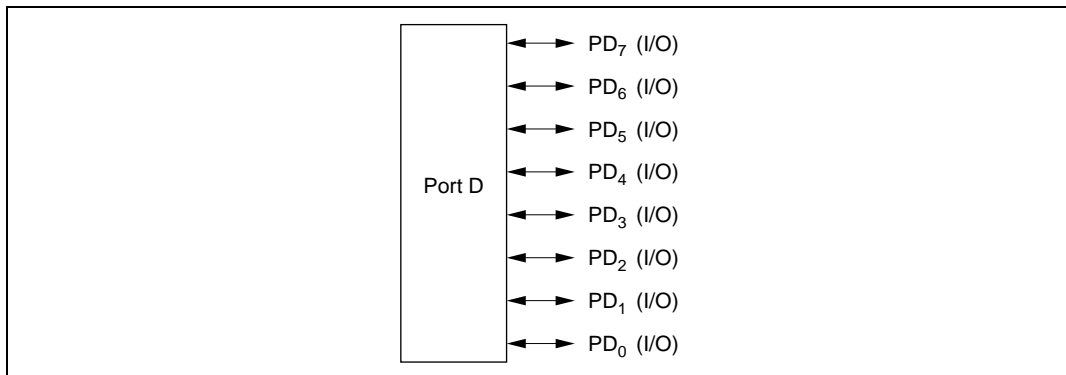 PD7 (I/O)
PD6 (I/O)
PD5 (I/O)
PD4 (I/O)
Port D
PD3 (I/O)
PD2 (I/O)
PD1 (I/O)
PD0 (I/O)